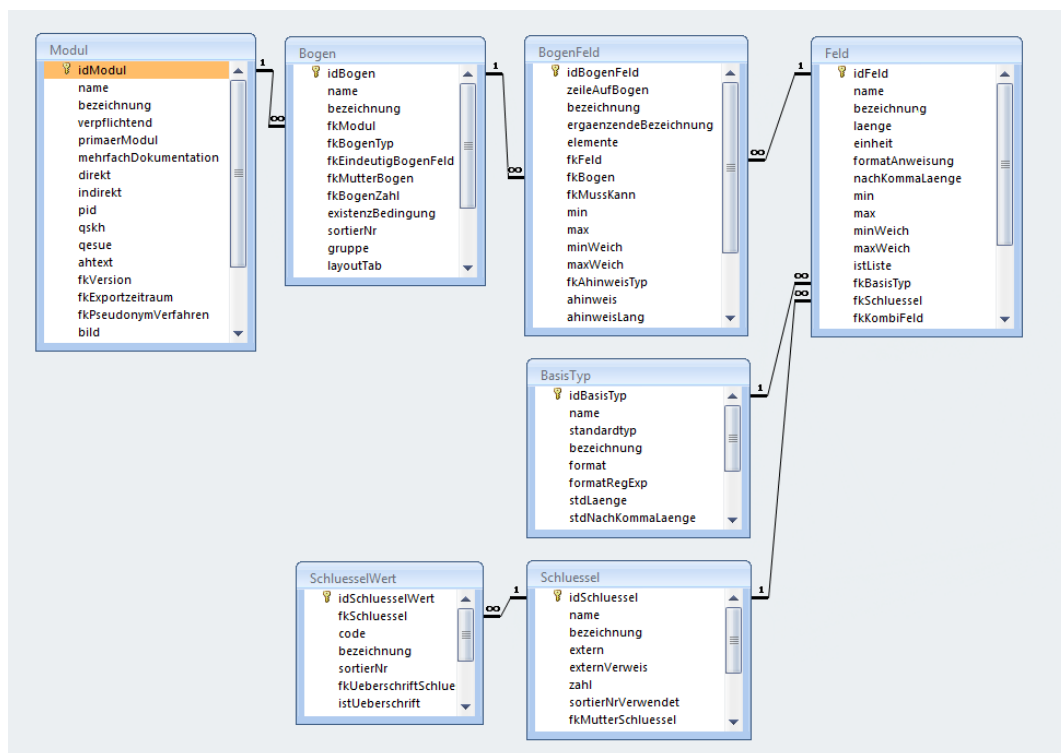 Modul
idModul
name
bezeichnung
verpflichtend
primaerModul
mehrfachDokumentation
direkt
indirekt
pid
qskh
qesue
ahtext
fkVersion
fkExportzeitraum
fkPseudonymVerfahren
bild
1
∞
Bogen
idBogen
name
bezeichnung
fkModul
fkBogenTyp
fkEindeutigBogenFeld
fkMutterBogen
fkBogenZahl
existenzBedingung
sortierNr
gruppe
layoutTab
1
∞
BogenFeld
idBogenFeld
zeileAufBogen
bezeichnung
ergaenzendeBezeichnung
elemente
fkFeld
fkBogen
fkMussKann
min
max
minWeich
maxWeich
fkAhinweisTyp
ahinweis
ahinweisLang
∞
1
Feld
idFeld
name
bezeichnung
laenge
einheit
formatAnweisung
nachKommaLaenge
min
max
minWeich
maxWeich
istListe
fkBasisTyp
fkSchluessel
fkKombiFeld
∞
∞
BasisTyp
idBasisTyp
name
standardtyp
bezeichnung
format
formatRegExp
stdLaenge
stdNachKommaLaenge
1
SchluesselWert
idSchluesselWert
fkSchluessel
code
bezeichnung
sortierNr
fkUeberschriftSchlue
istUeberschrift
∞
1
Schluessel
idSchluessel
name
bezeichnung
extern
externVerweis
zahl
sortierNrVerwendet
fkMutterSchluessel
1